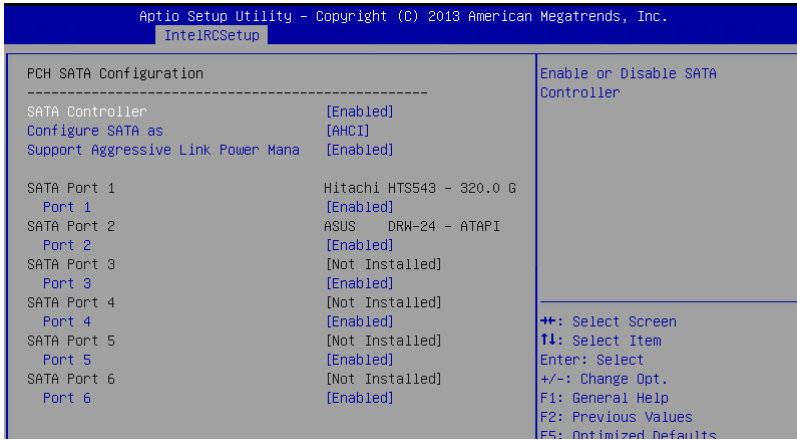 Aptio Setup Utility – Copyright (C) 2013 American Megatrends, Inc.
IntelRCSetup
PCH SATA Configuration
--------------------------------------------------
SATA Controller [Enabled]
Configure SATA as [AHCI]
Support Aggressive Link Power Mana [Enabled]
SATA Port 1 Hitachi HTS543 - 320.0 G
Port 1 [Enabled]
SATA Port 2 ASUS DRW-24 - ATAPI
Port 2 [Enabled]
SATA Port 3 [Not Installed]
Port 3 [Enabled]
SATA Port 4 [Not Installed]
Port 4 [Enabled]
SATA Port 5 [Not Installed]
Port 5 [Enabled]
SATA Port 6 [Not Installed]
Port 6 [Enabled]
Enable or Disable SATA
Controller
→←: Select Screen
↑↓: Select Item
Enter: Select
+/-: Change Opt.
F1: General Help
F2: Previous Values
F5: Optimized Defaults